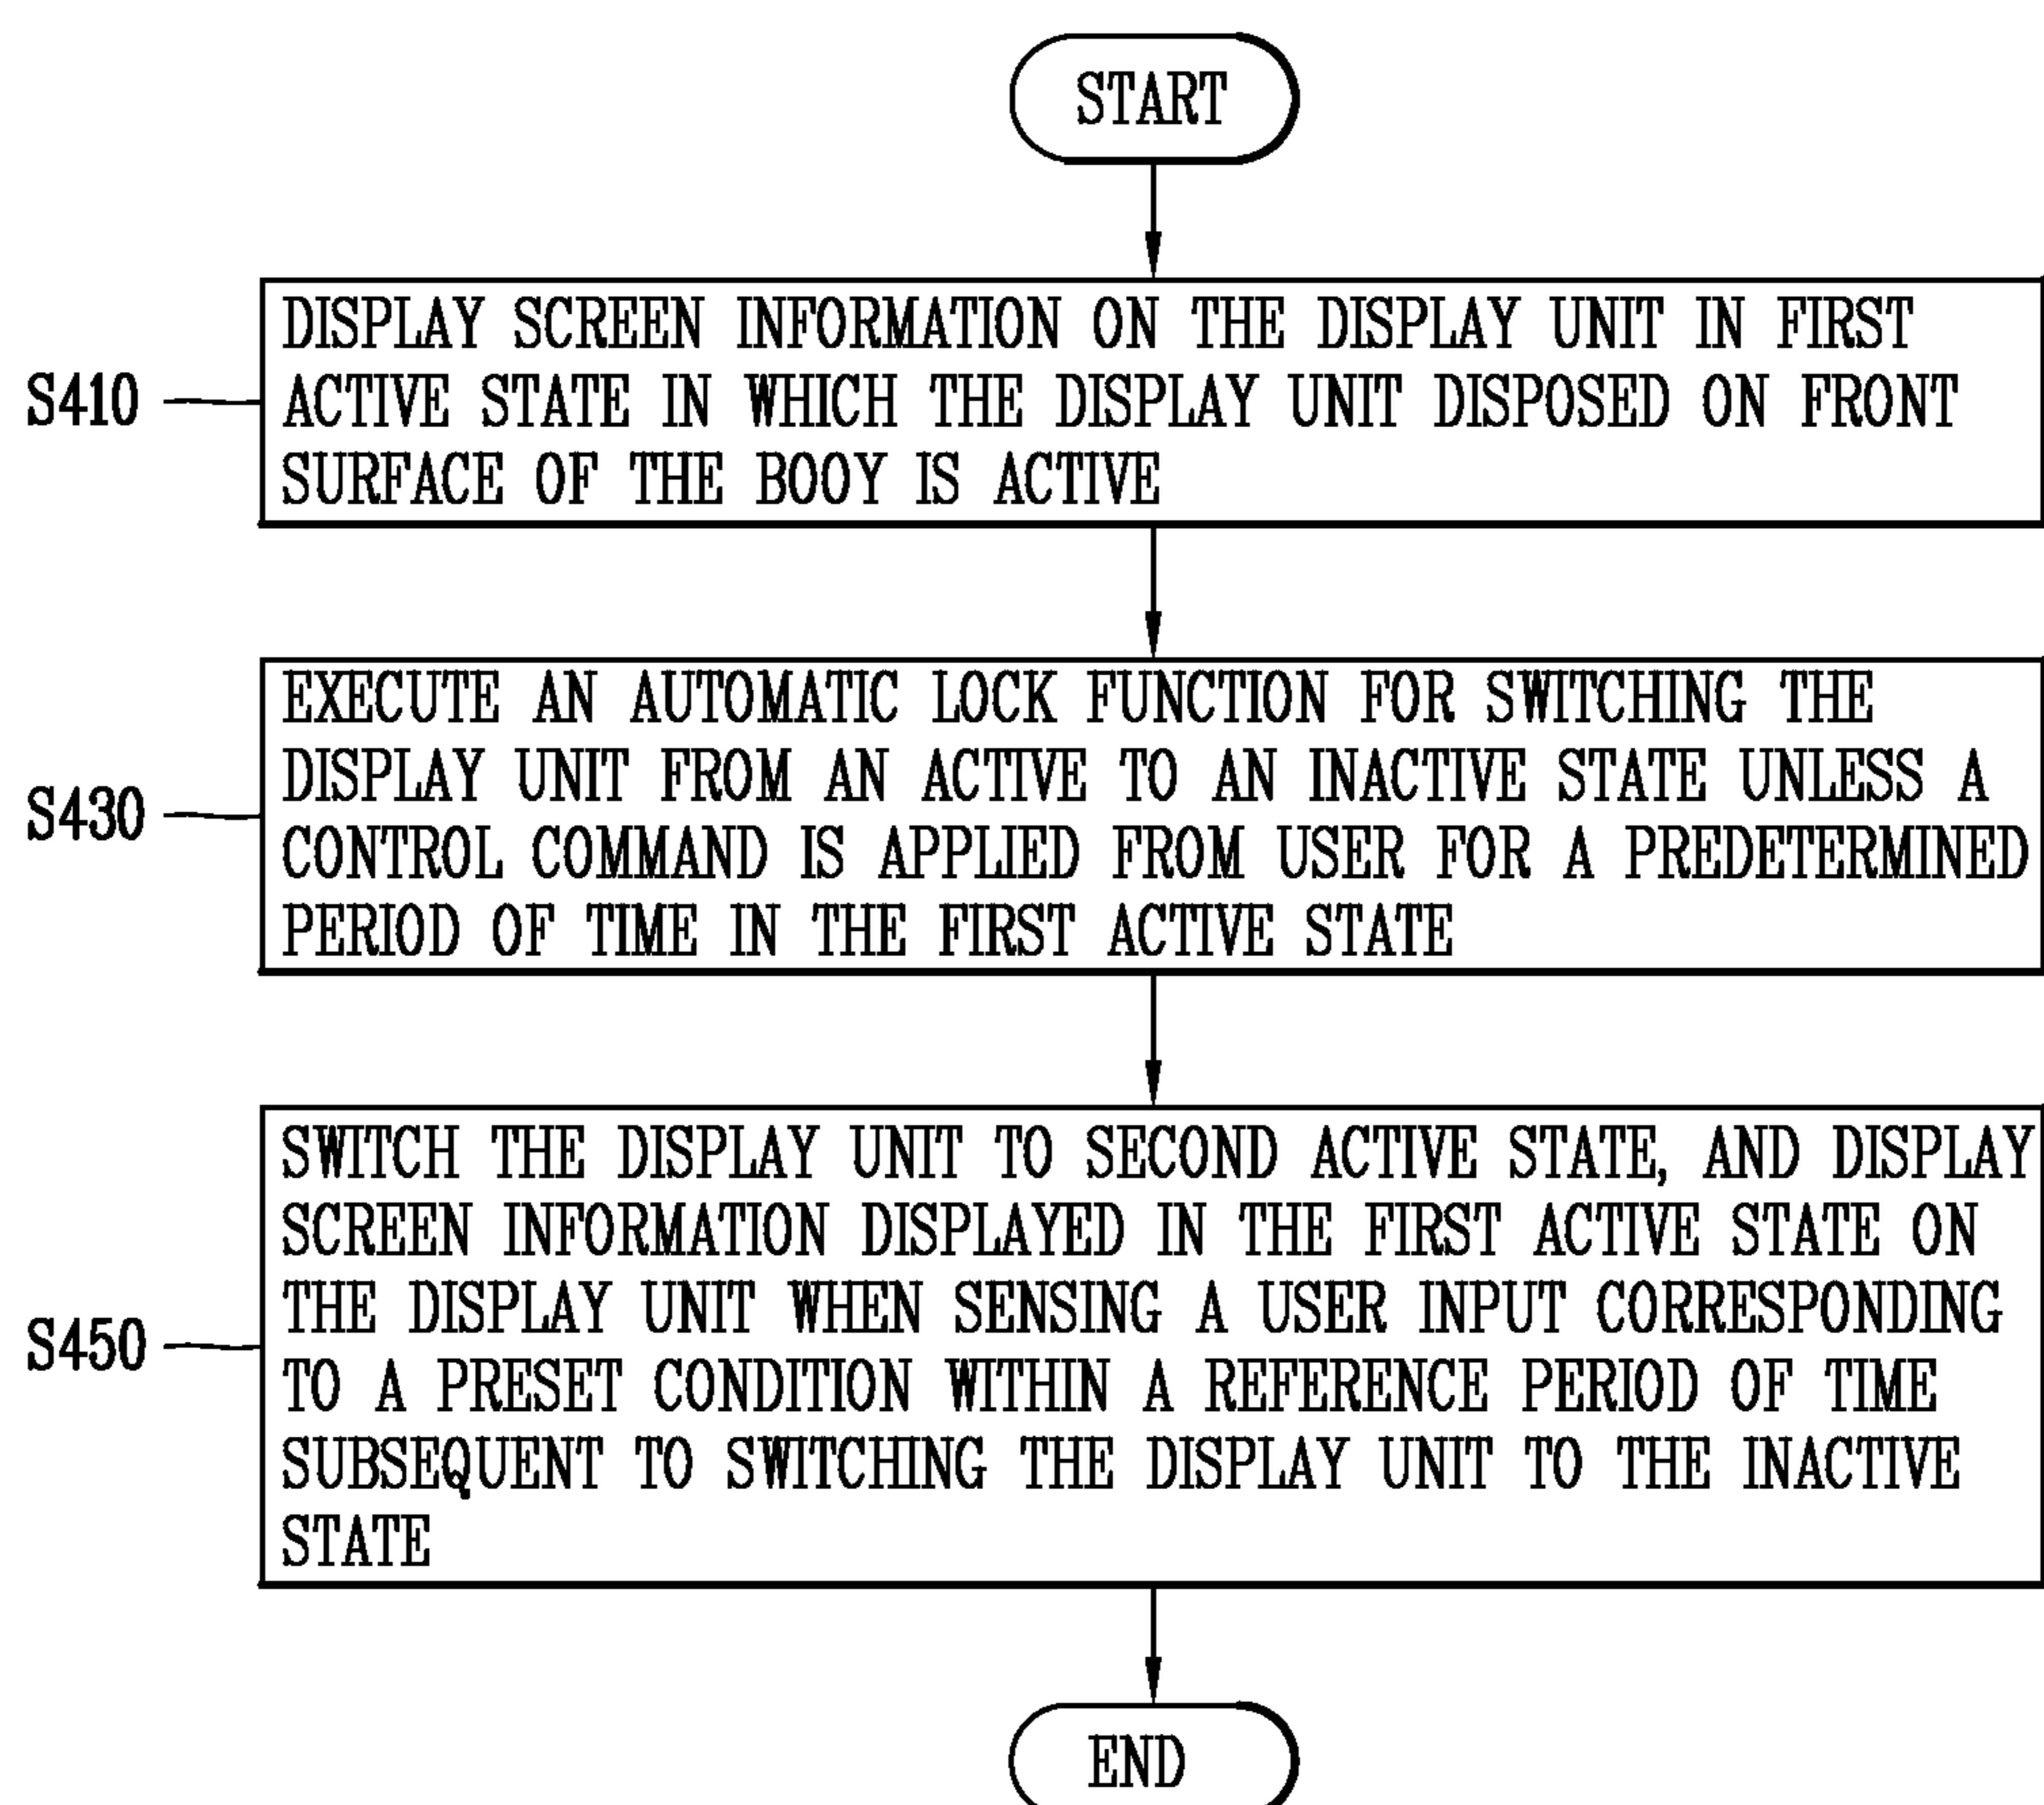 START
DISPLAY SCREEN INFORMATION ON THE DISPLAY UNIT IN FIRST
ACTIVE STATE IN WHICH THE DISPLAY UNIT DISPOSED ON FRONT
SURFACE OF THE BOOY IS ACTIVE
S410
EXECUTE AN AUTOMATIC LOCK FUNCTION FOR SWITCHING THE
DISPLAY UNIT FROM AN ACTIVE TO AN INACTIVE STATE UNLESS A
CONTROL COMMAND IS APPLIED FROM USER FOR A PREDETERMINED
PERIOD OF TIME IN THE FIRST ACTIVE STATE
S430
SWITCH THE DISPLAY UNIT TO SECOND ACTIVE STATE, AND DISPLAY
SCREEN INFORMATION DISPLAYED IN THE FIRST ACTIVE STATE ON
THE DISPLAY UNIT WHEN SENSING A USER INPUT CORRESPONDING
TO A PRESET CONDITION WITHIN A REFERENCE PERIOD OF TIME
SUBSEQUENT TO SWITCHING THE DISPLAY UNIT TO THE INACTIVE
STATE
S450
END